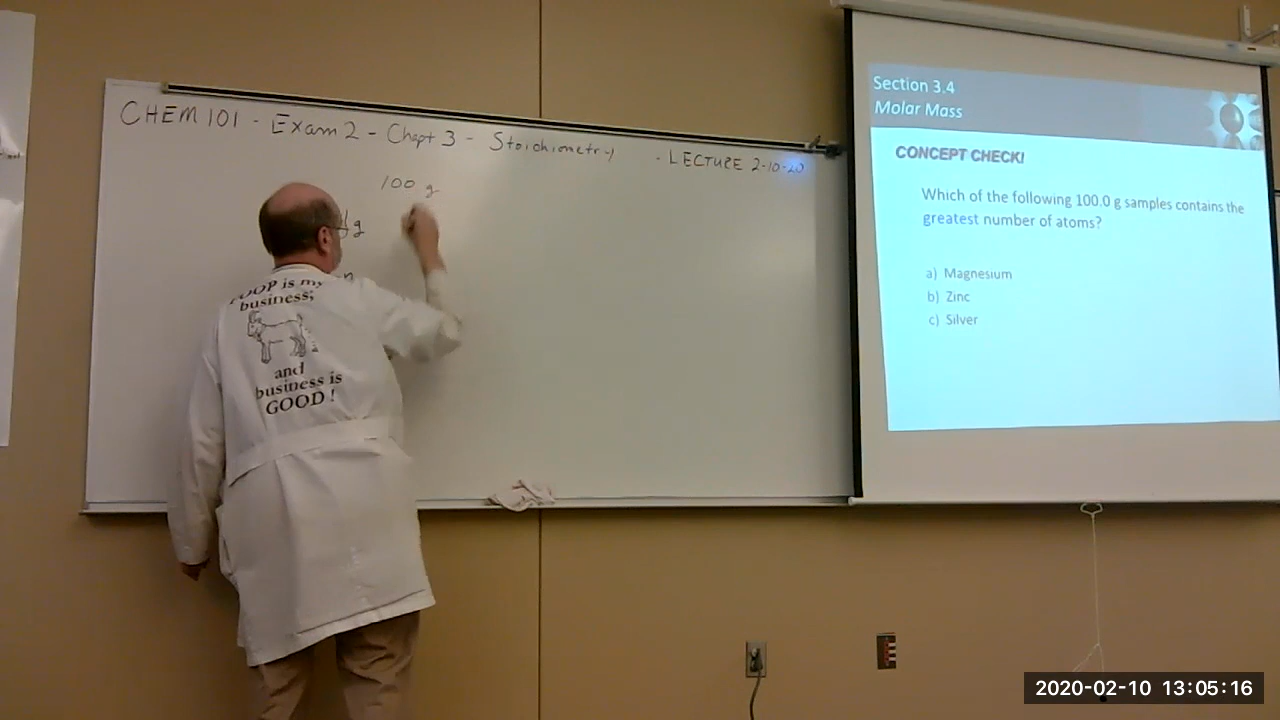 CHEM 101 - Exam 2 - Chapt 3 - Stoichiometry - LECTURE 2-10-20
100 g
g
is my
business;
and
business is
GOOD!
Section 3.4
Molar Mass
CONCEPT CHECK!
Which of the following 100.0 g samples contains the
greatest number of atoms?
a) Magnesium
b) Zinc
c) Silver
2020-02-10 13:05:16